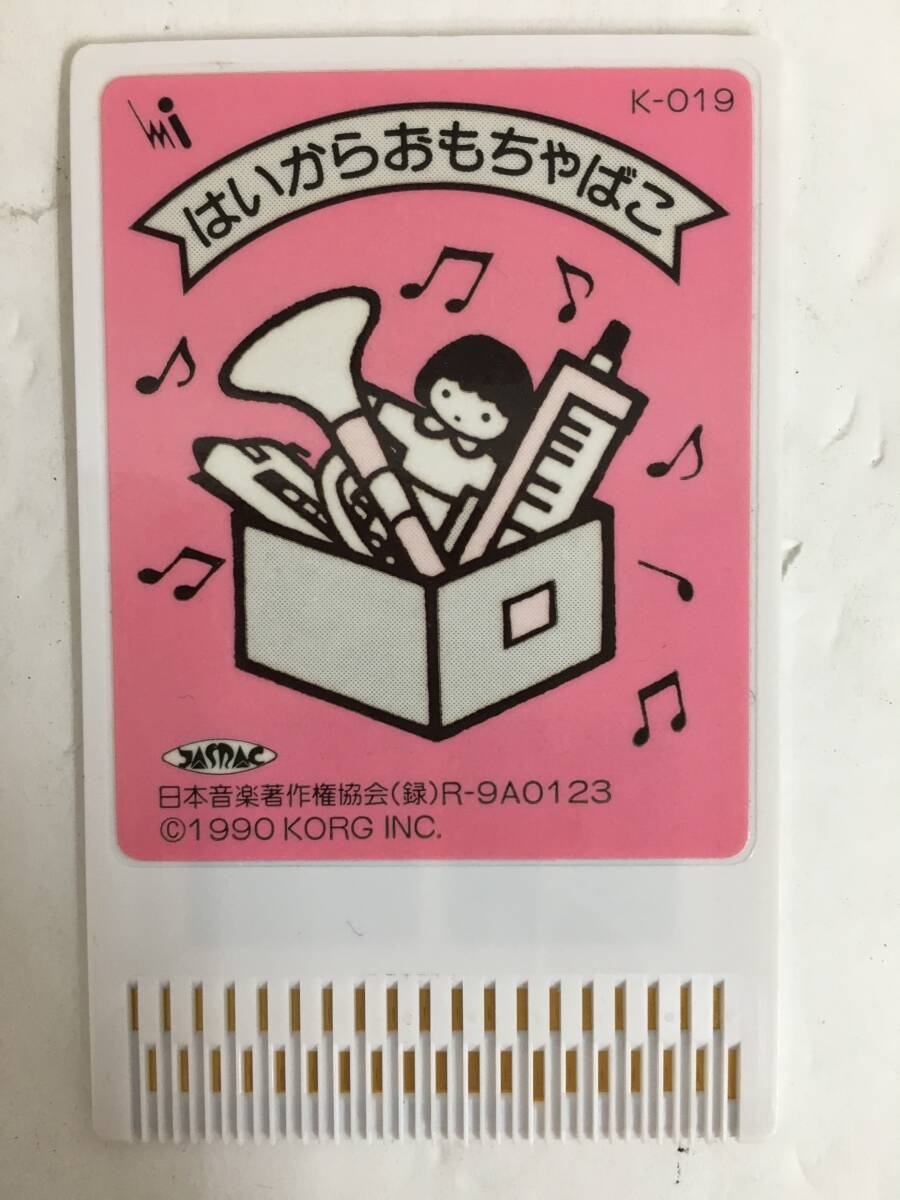 mi
K-019
はいからおもちゃばこ
JASRAC
日本音楽著作権協会(録)R-9A0123
©1990 KORG INC.